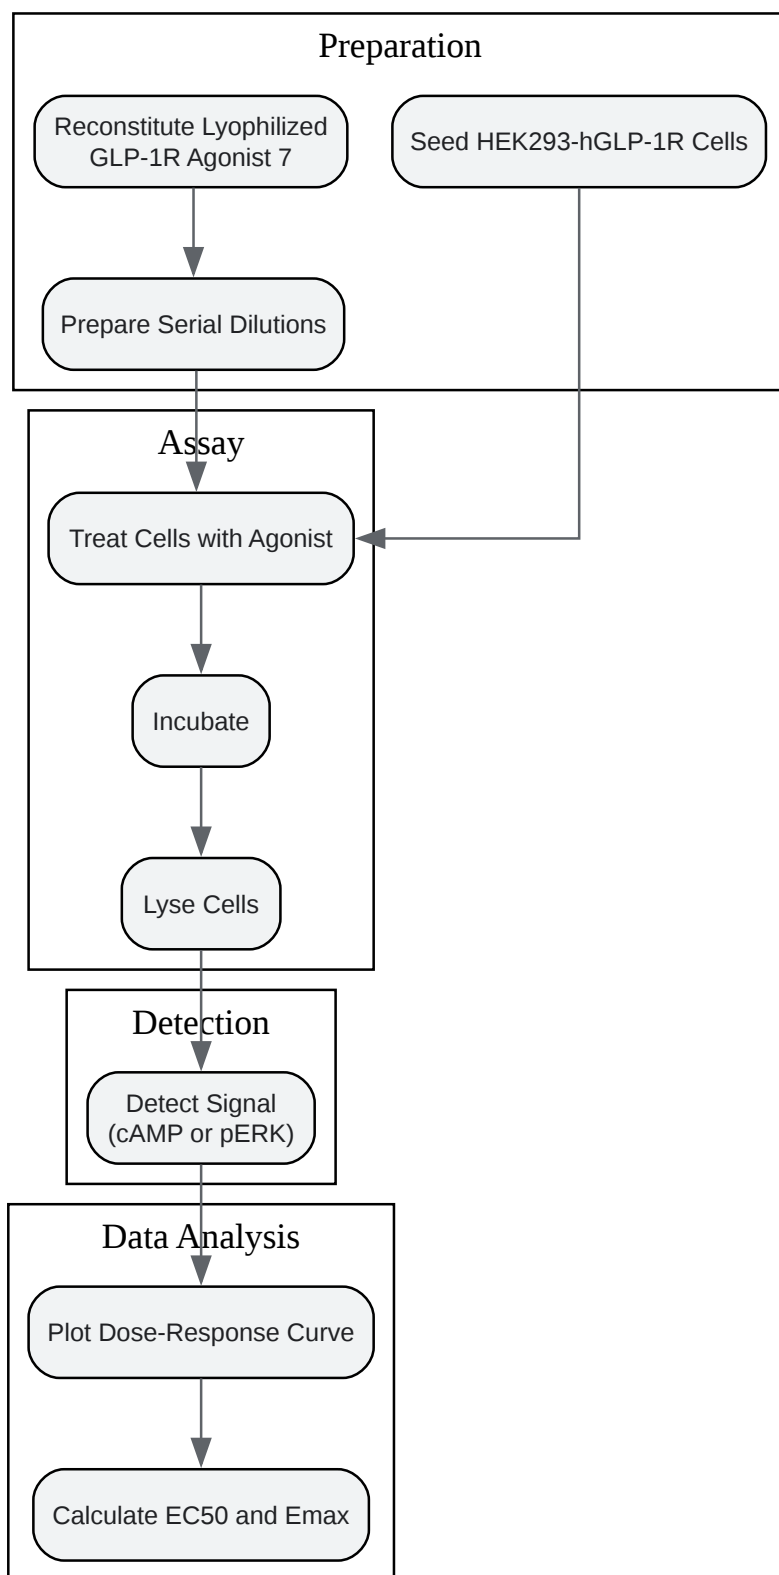 Preparation
Reconstitute Lyophilized
GLP-1R Agonist 7
Seed HEK293-hGLP-1R Cells
Prepare Serial Dilutions
Assay
Treat Cells with Agonist
Incubate
Lyse Cells
Detection
Detect Signal
(cAMP or pERK)
Data Analysis
Plot Dose-Response Curve
Calculate EC50 and Emax